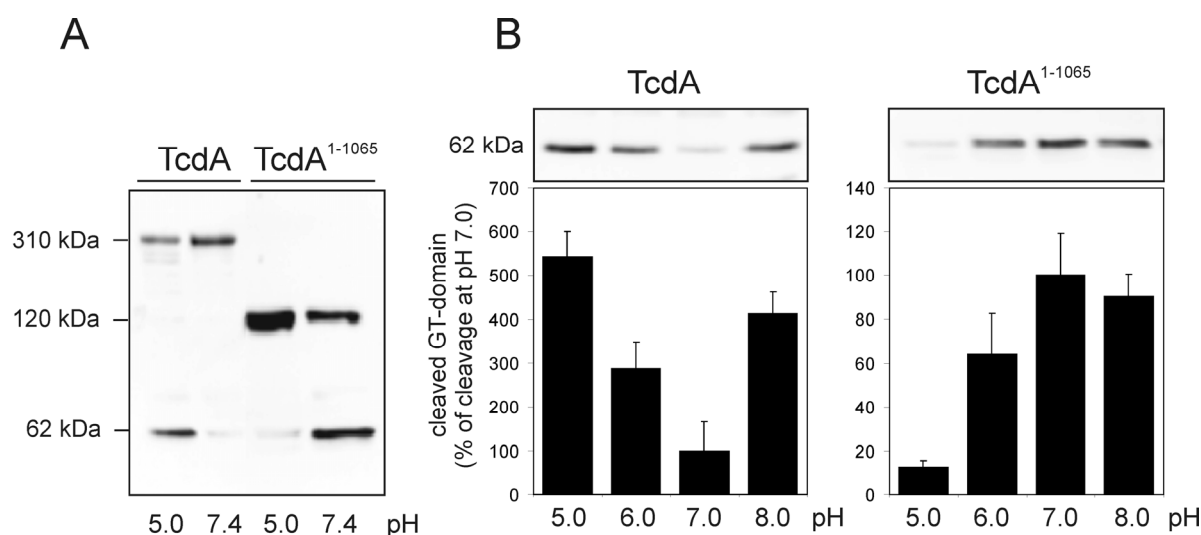 A
TcdA TcdA1-1065
310 kDa
120 kDa
62 kDa
5.0 7.4 5.0 7.4 pH
B
TcdA
62 kDa
cleaved GT-domain
(% of cleavage at pH 7.0)
700
600
500
400
300
200
100
0
5.0 6.0 7.0 8.0 pH
TcdA1-1065
140
120
100
80
60
40
20
0
5.0 6.0 7.0 8.0 pH